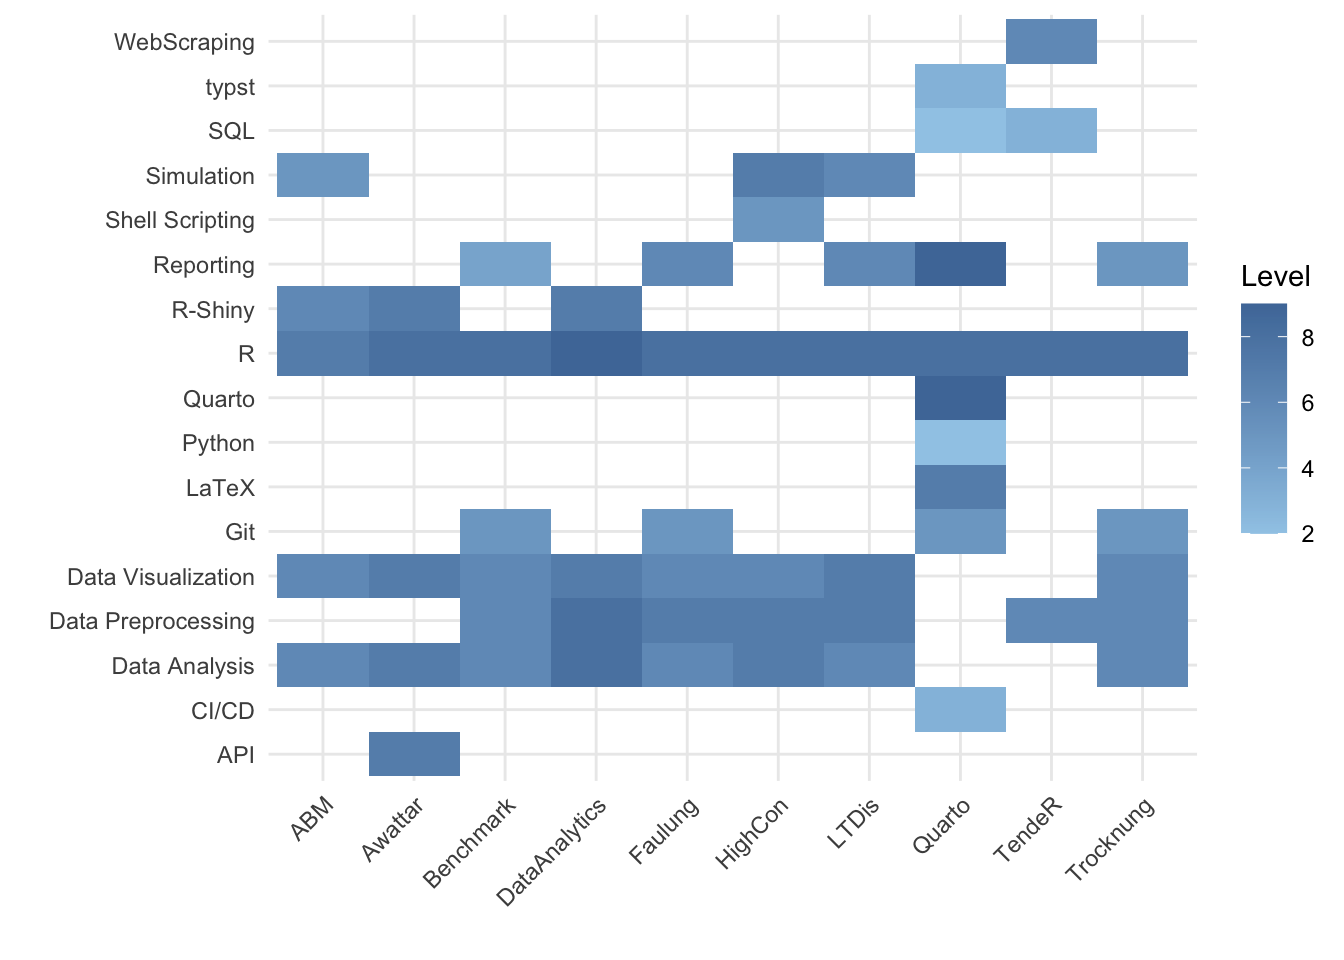 WebScraping
typst
SQL
Simulation
Shell Scripting
Reporting
R-Shiny
R
Quarto
Python
LaTeX
Git
Data Visualization
Data Preprocessing
Data Analysis
CI/CD
API
ABM
Awattar
Benchmark
DataAnalytics
Faulung
HighCon
LTDis
Quarto
TendeR
Trocknung
Level
8
6
4
2